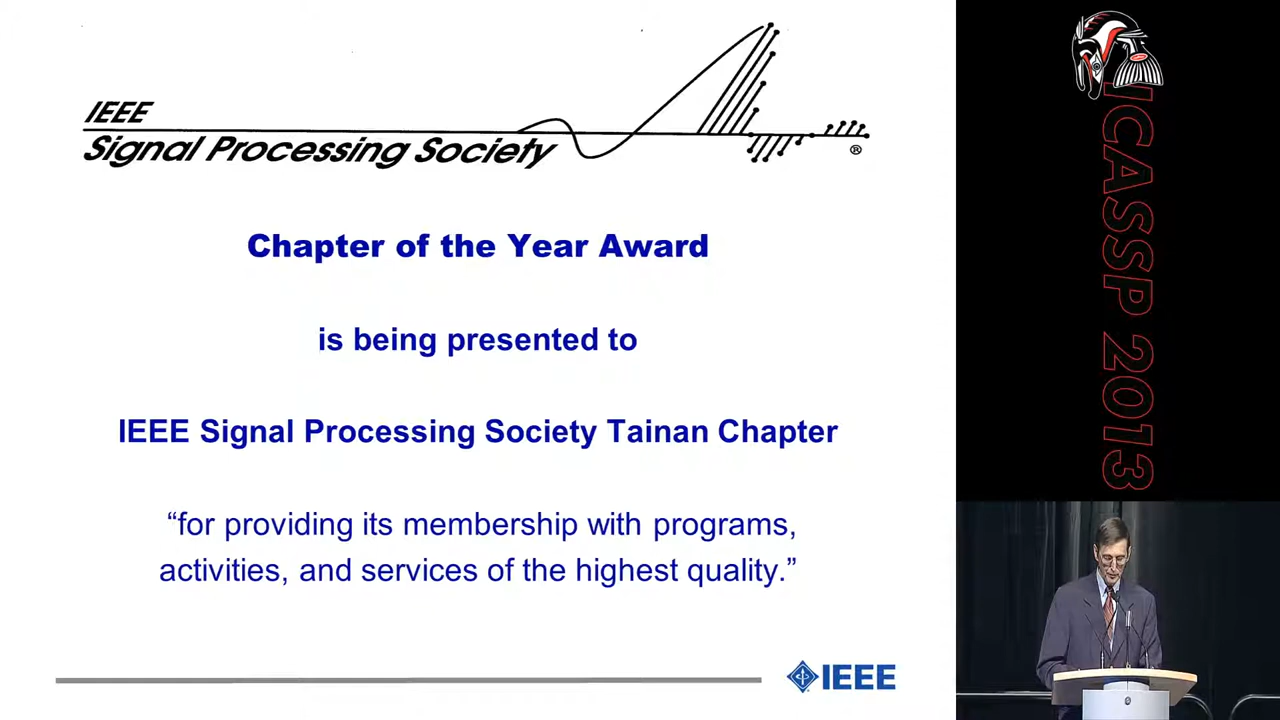 IEEE
Signal Processing Society
®
Chapter of the Year Award
is being presented to
IEEE Signal Processing Society Tainan Chapter
“for providing its membership with programs,
activities, and services of the highest quality.”
IEEE
ICASSP 2013